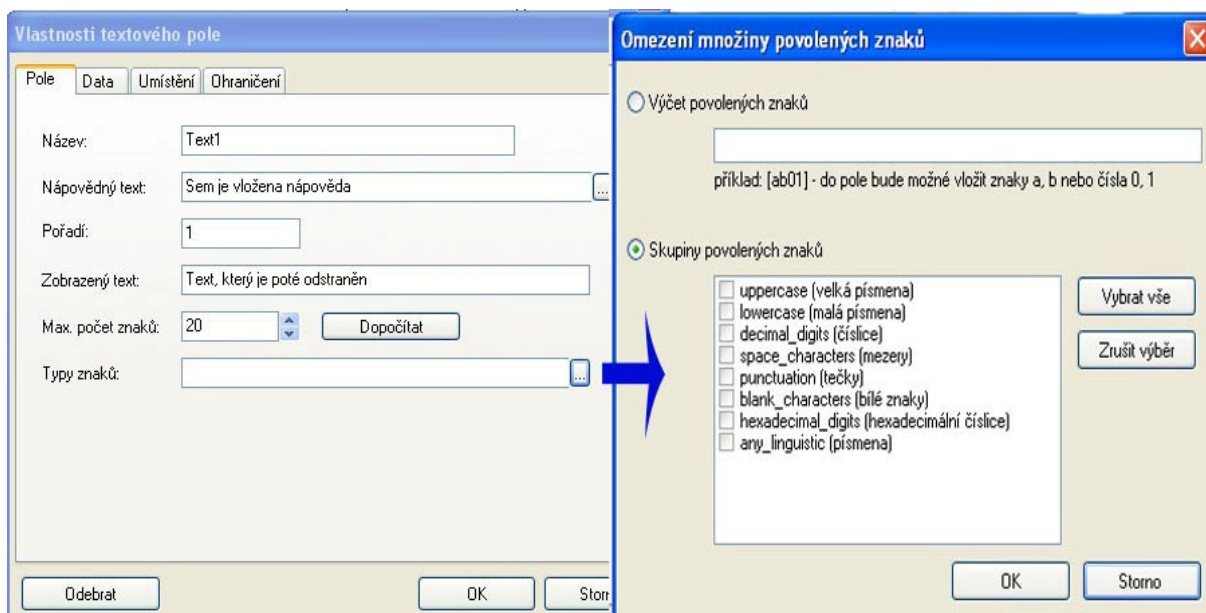 Vlastnosti textového pole
Pole
Data
Umístění
Ohraničení
Název:
Text1
Nápovědný text:
Sem je vložena nápověda
...
Pořadí:
1
Zobrazený text:
Text, který je poté odstraněn
Max. počet znaků:
20
Dopočítat
Typy znaků:
...
Odebrat
OK
Storn
Omezení množiny povolených znaků
Výčet povolených znaků
příklad: [ab01] - do pole bude možné vložit znaky a, b nebo čísla 0, 1
Skupiny povolených znaků
uppercase (velká písmena)
lowercase (malá písmena)
decimal_digits (číslice)
space_characters (mezery)
punctuation (tečky)
blank_characters (bílé znaky)
hexadecimal_digits (hexadecimální číslice)
any_linguistic (písmena)
Vybrat vše
Zrušit výběr
OK
Storno